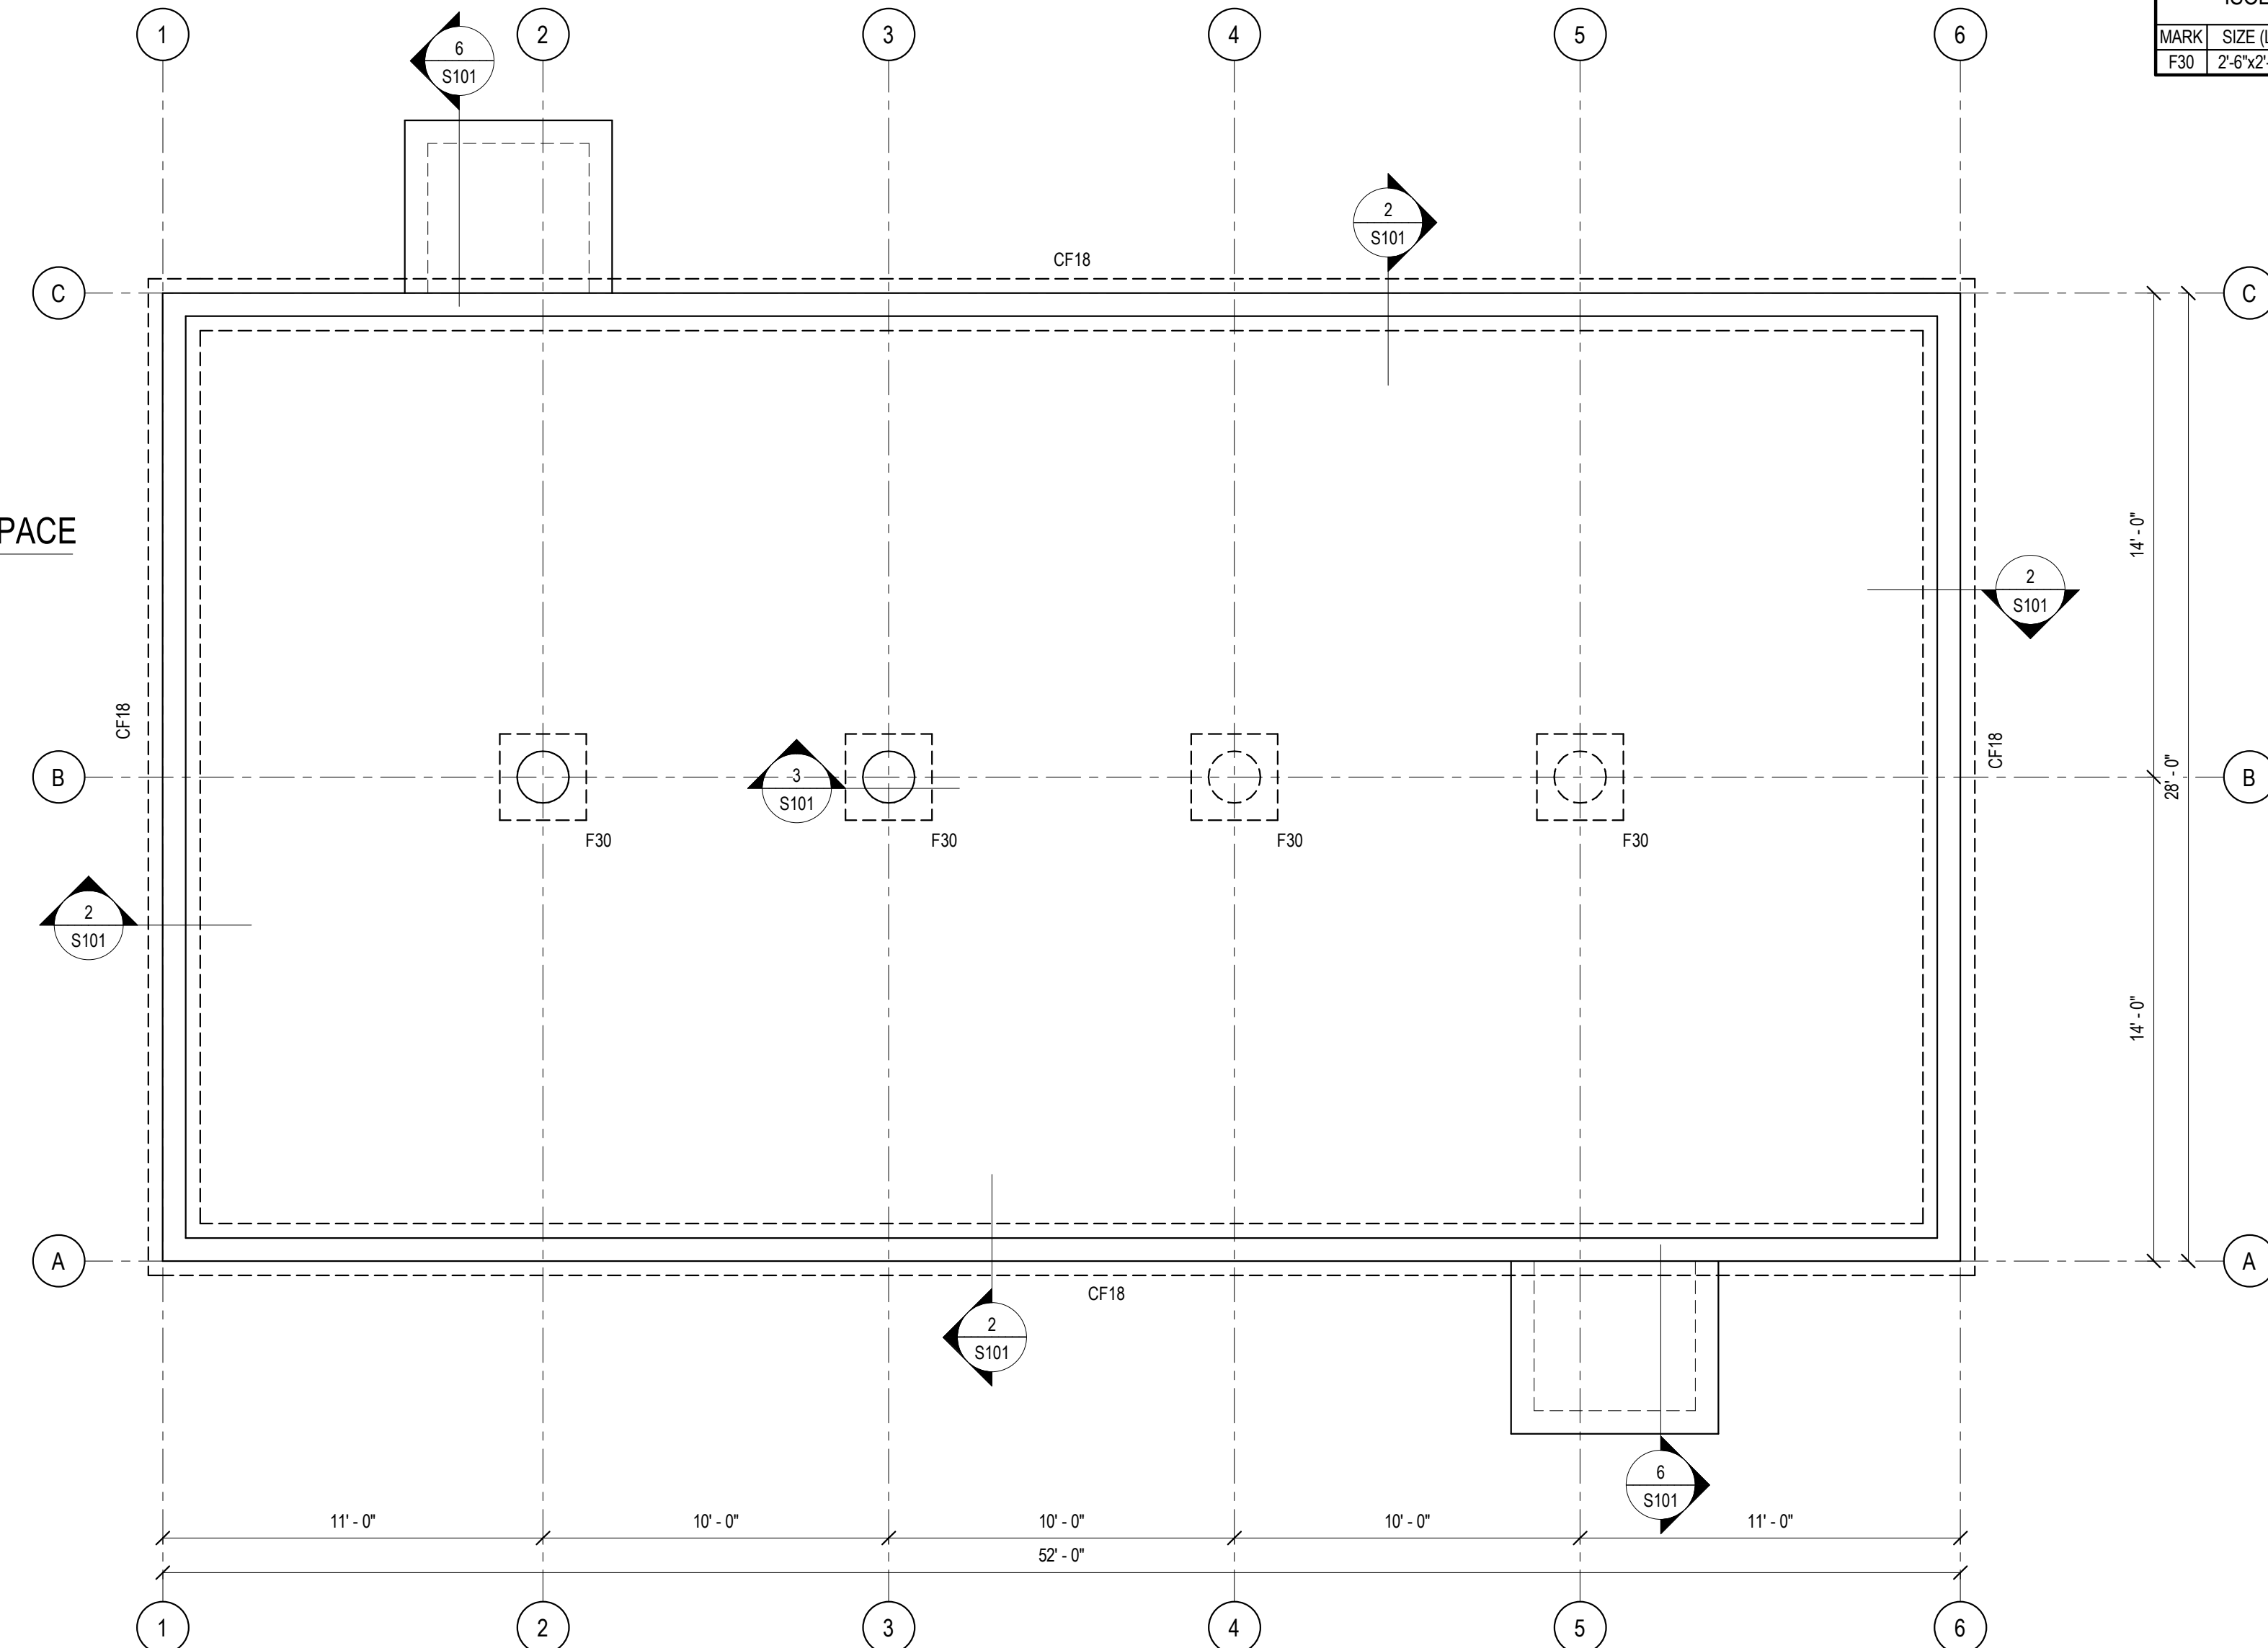 1
2
3
4
5
6
MARK
F30
2'-6"x2'-
6
S101
2
S101
CF18
C
C
PACE
14' - 0"
2
S101
CF18
CF18
28' - 0"
B
3
S101
B
F30
F30
F30
F30
2
S101
14' - 0"
A
A
CF18
2
S101
6
S101
11' - 0"
10' - 0"
10' - 0"
10' - 0"
11' - 0"
52' - 0"
1
2
3
4
5
6